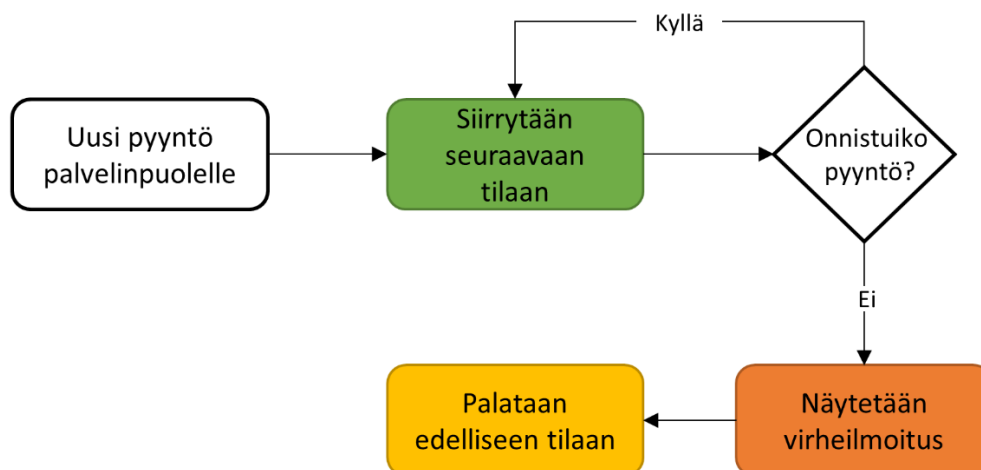 Kyllä
Uusi pyyntö
palvelinpuolelle
Siirrytään
seuraavaan
tilaan
Onnistuiko
pyyntö?
Ei
Palataan
edelliseen tilaan
Näytetään
virheilmoitus